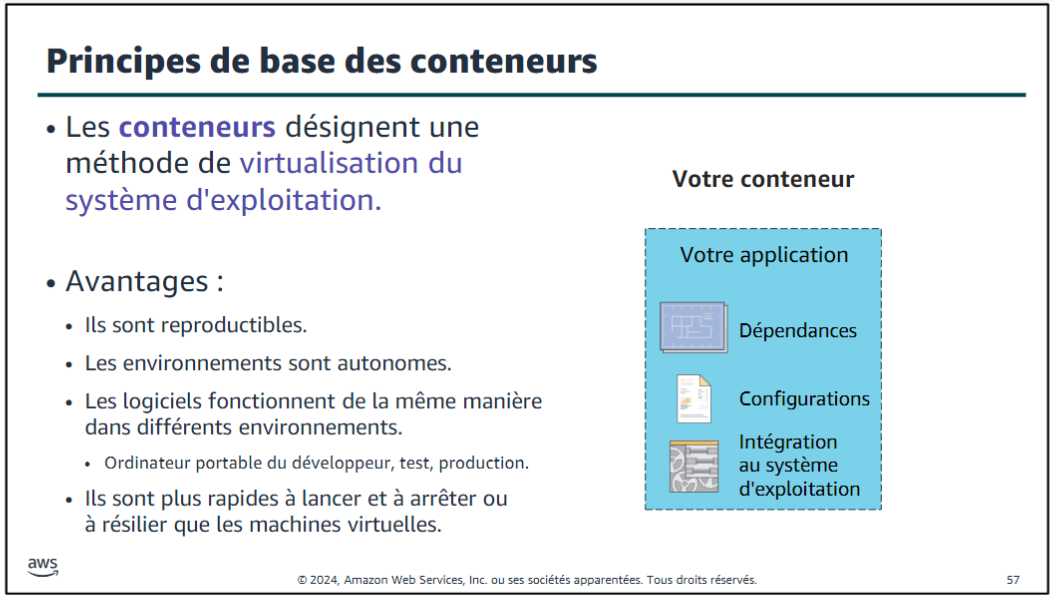 Principes de base des conteneurs
• Les conteneurs désignent une
méthode de virtualisation du
système d'exploitation.
• Avantages :
• Ils sont reproductibles.
• Les environnements sont autonomes.
• Les logiciels fonctionnent de la même manière
dans différents environnements.
• Ordinateur portable du développeur, test, production.
• Ils sont plus rapides à lancer et à arrêter ou
à résilier que les machines virtuelles.
Votre conteneur
Votre application
Dépendances
Configurations
Intégration
au système
d'exploitation
aws
© 2024, Amazon Web Services, Inc. ou ses sociétés apparentées. Tous droits réservés.
57